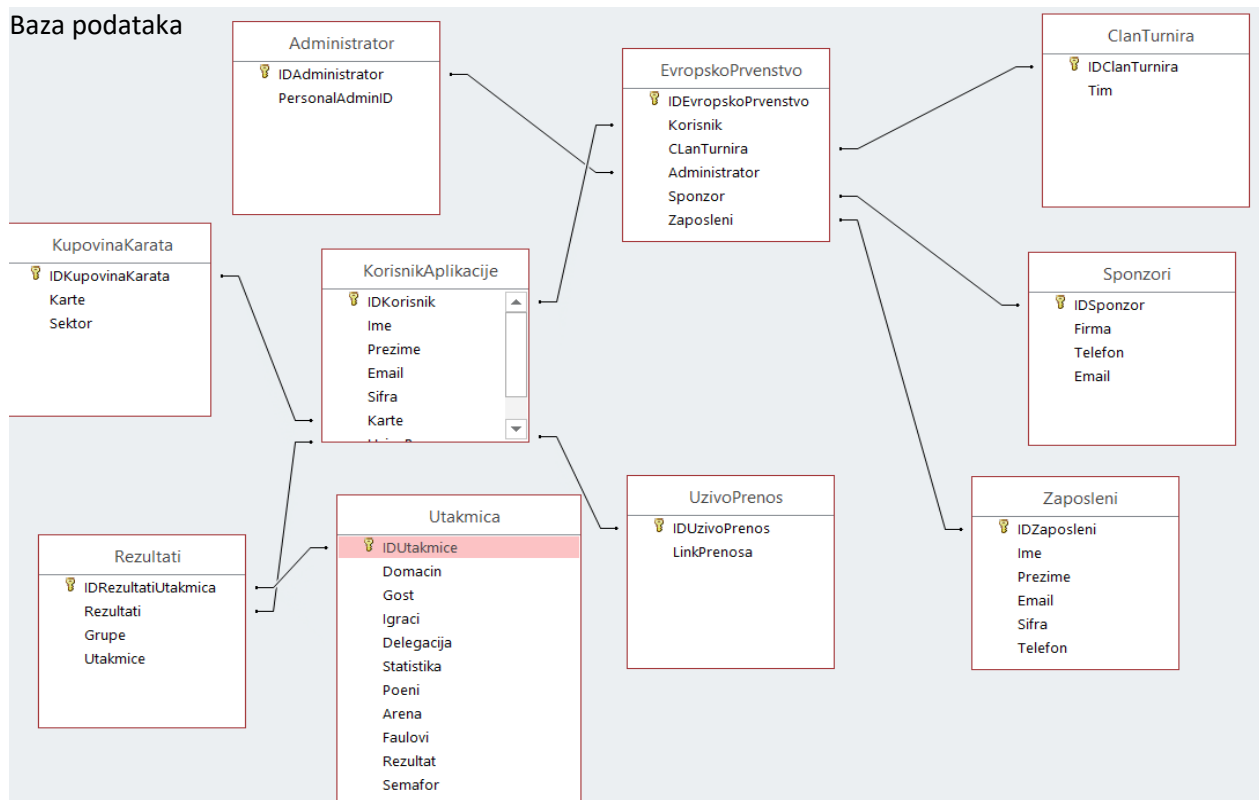 Baza podataka
Administrator
IDAdministrator
PersonalAdminID
EvropskoPrvenstvo
IDEvropskoPrvenstvo
Korisnik
CLanTurnira
Administrator
Sponzor
Zaposleni
ClanTurnira
IDClanTurnira
Tim
KupovinaKarata
IDKupovinaKarata
Karte
Sektor
KorisnikAplikacije
IDKorisnik
Ime
Prezime
Email
Sifra
Karte
Sponzori
IDSponzor
Firma
Telefon
Email
Rezultati
IDRezultatiUtakmica
Rezultati
Grupe
Utakmice
Utakmica
IDUtakmice
Domacin
Gost
Igraci
Delegacija
Statistika
Poeni
Arena
Faulovi
Rezultat
Semafor
UzivoPrenos
IDUzivoPrenos
LinkPrenosa
Zaposleni
IDZaposleni
Ime
Prezime
Email
Sifra
Telefon